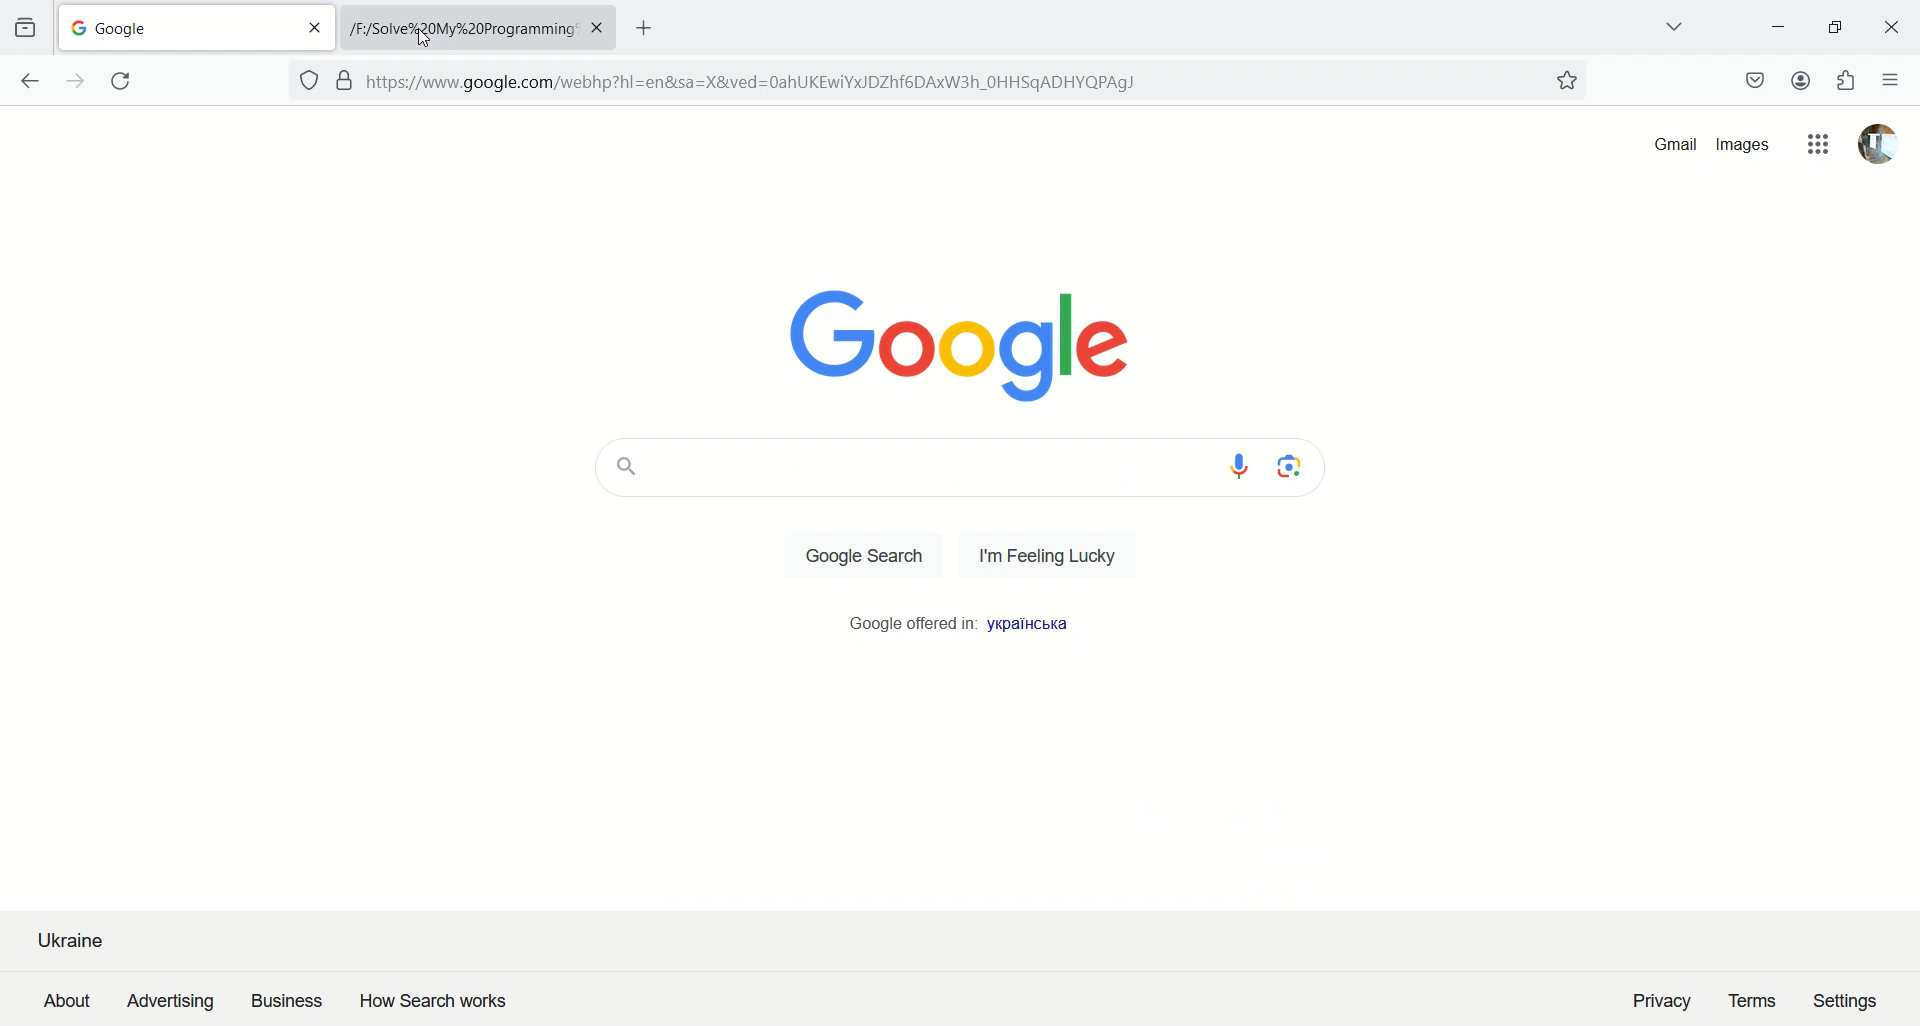 Google
/F:/Solve%20My%20Programming%
https://www.google.com/webhp?hl=en&sa=X&ved=0ahUKEwiYxJDZhf6DAxW3h_0HHSqADHYQPAgJ
Gmail Images
Google
Google Search I'm Feeling Lucky
Google offered in: українська
Ukraine
About Advertising Business How Search works
Privacy Terms Settings